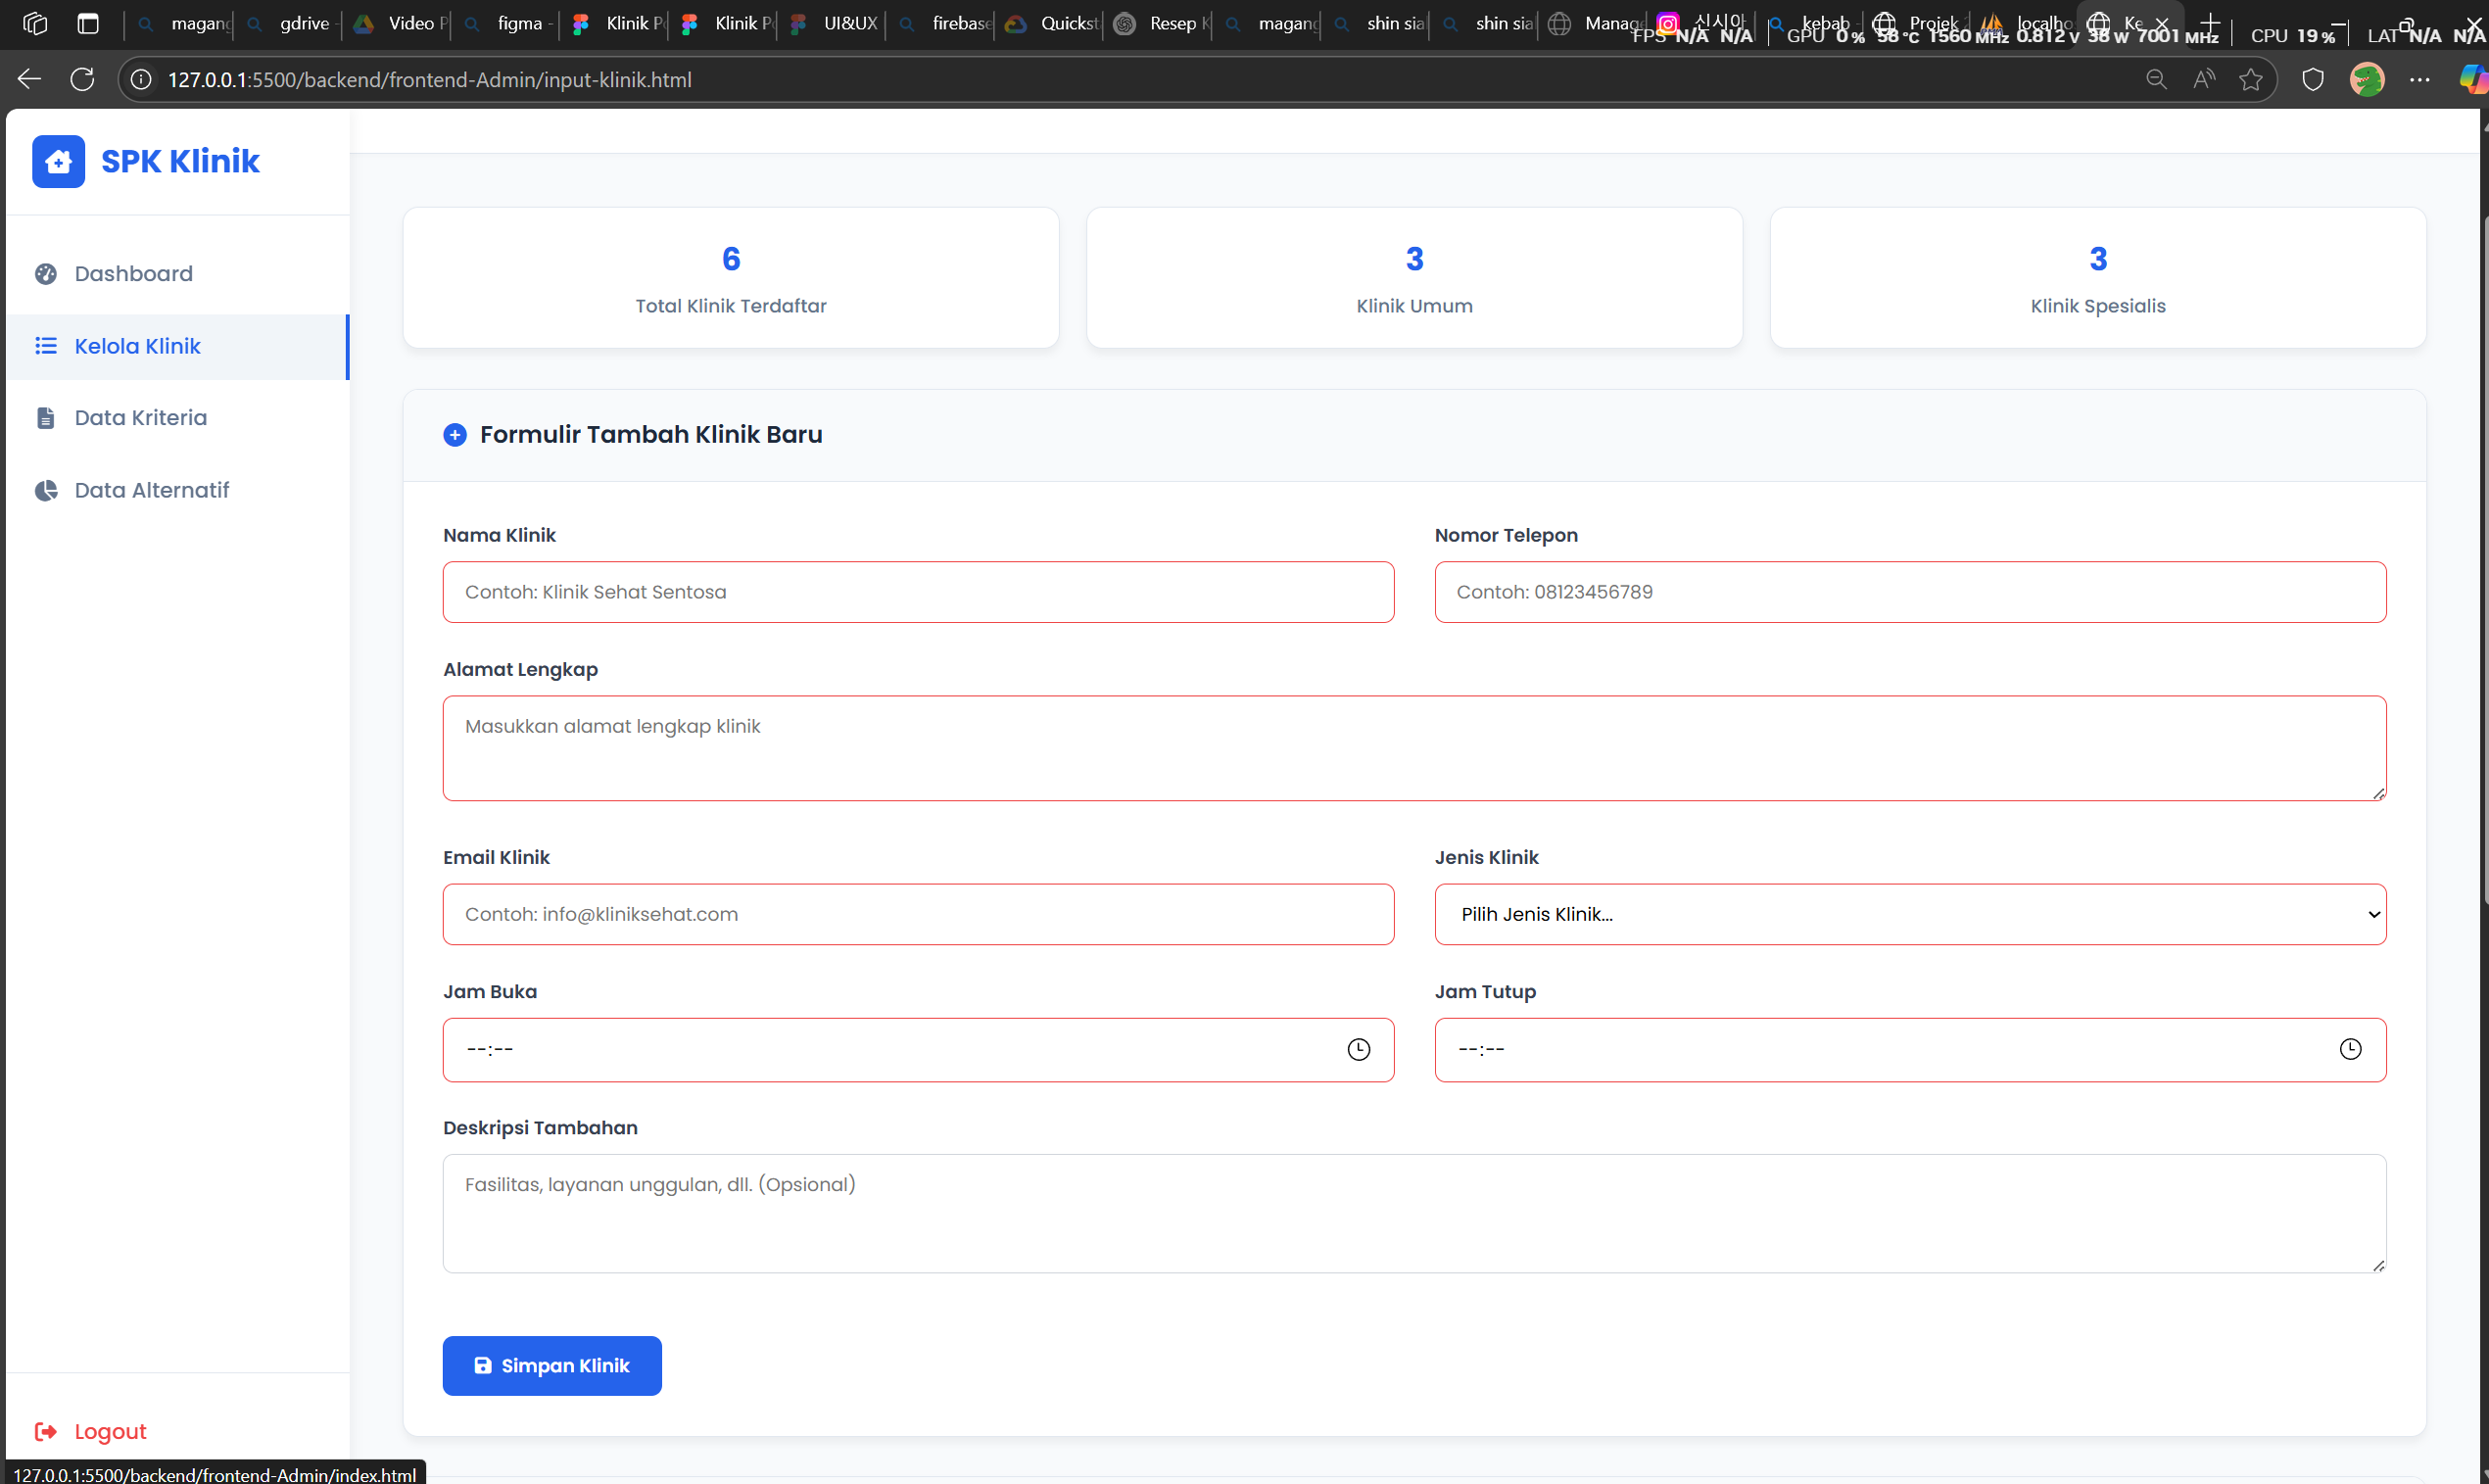 magang
gdrive -
Video P
figma -
Klinik Po
Klinik Po
UI&UX
firebase
Quickst
Resep K
magang
shin sia
shin sia
Manag
신시아
kebab -
Projek
localho
Ke
FPS N/A N/A GPU 0 % 58 °C 1560 MHz 0.812 V 38 W 7001 MHz CPU 19 % LAT N/A N/A
127.0.0.1:5500/backend/frontend-Admin/input-klinik.html
SPK Klinik
Dashboard
Kelola Klinik
Data Kriteria
Data Alternatif
6
Total Klinik Terdaftar
3
Klinik Umum
3
Klinik Spesialis
Formulir Tambah Klinik Baru
Nama Klinik
Contoh: Klinik Sehat Sentosa
Nomor Telepon
Contoh: 08123456789
Alamat Lengkap
Masukkan alamat lengkap klinik
Email Klinik
Contoh: info@kliniksehat.com
Jenis Klinik
Pilih Jenis Klinik...
Jam Buka
--:--
Jam Tutup
--:--
Deskripsi Tambahan
Fasilitas, layanan unggulan, dll. (Opsional)
Simpan Klinik
Logout
127.0.0.1:5500/backend/frontend-Admin/index.html